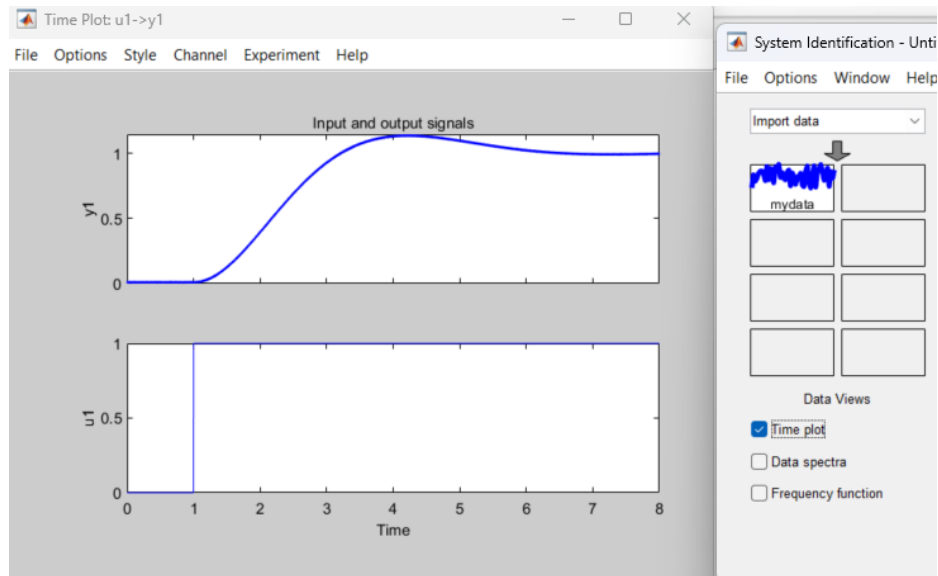 Time Plot: u1->y1
File Options Style Channel Experiment Help
Input and output signals
y1
1
0.5
0
u1
1
0.5
0
0 1 2 3 4 5 6 7 8
Time
System Identification - Unti
File Options Window Help
Import data
mydata
Data Views
Time plot
Data spectra
Frequency function